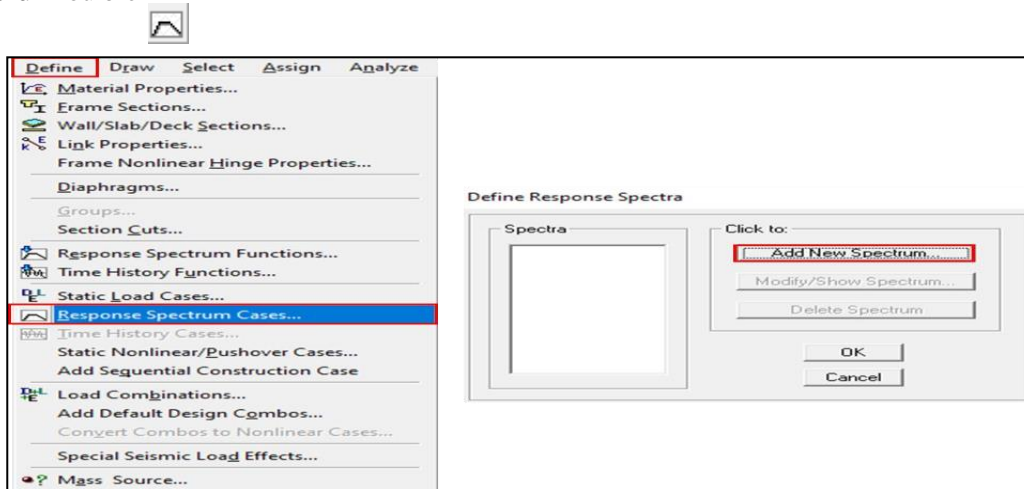 Define Draw Select Assign Analyze
Material Properties...
Frame Sections...
Wall/Slab/Deck Sections...
Link Properties...
Frame Nonlinear Hinge Properties...
Diaphragms...
Groups...
Section Cuts...
Response Spectrum Functions...
Time History Functions...
Static Load Cases...
Response Spectrum Cases...
Time History Cases...
Static Nonlinear/Pushover Cases...
Add Sequential Construction Case
Load Combinations...
Add Default Design Combos...
Convert Combos to Nonlinear Cases...
Special Seismic Load Effects...
Mass Source...
Define Response Spectra
Spectra
Click to:
Add New Spectrum...
Modify/Show Spectrum...
Delete Spectrum
OK
Cancel